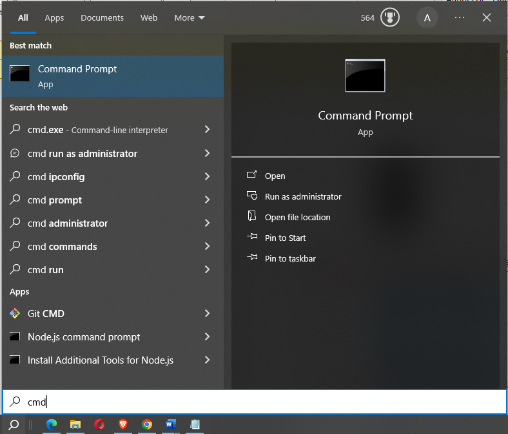 All Apps Documents Web More 564 A ...
Best match
Command Prompt
App
Search the web
cmd.exe - Command-line interpreter
cmd run as administrator
cmd ipconfig
cmd prompt
cmd administrator
cmd commands
cmd run
Apps
Git CMD
Node.js command prompt
Install Additional Tools for Node.js
Command Prompt
App
Open
Run as administrator
Open file location
Pin to Start
Pin to taskbar
cmd